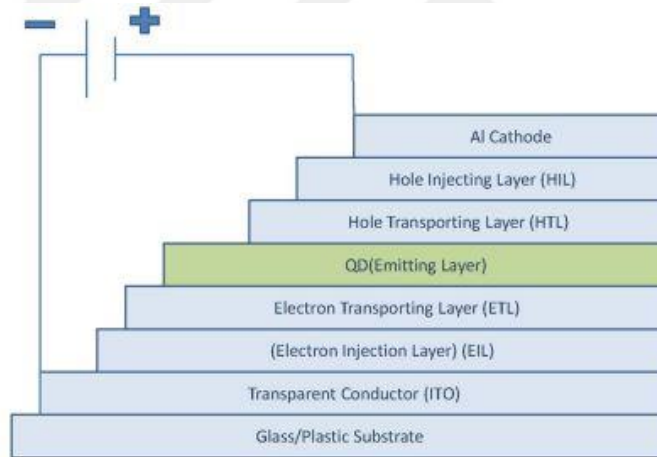 − +
Al Cathode
Hole Injecting Layer (HIL)
Hole Transporting Layer (HTL)
QD(Emitting Layer)
Electron Transporting Layer (ETL)
(Electron Injection Layer) (EIL)
Transparent Conductor (ITO)
Glass/Plastic Substrate